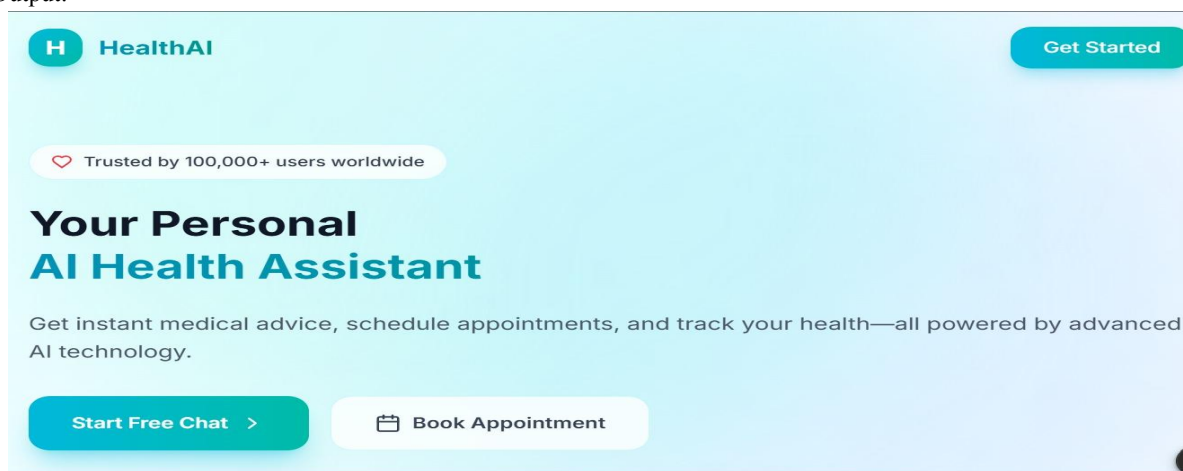 H HealthAI
Get Started
Trusted by 100,000+ users worldwide
Your Personal
AI Health Assistant
Get instant medical advice, schedule appointments, and track your health—all powered by advanced
AI technology.
Start Free Chat
Book Appointment